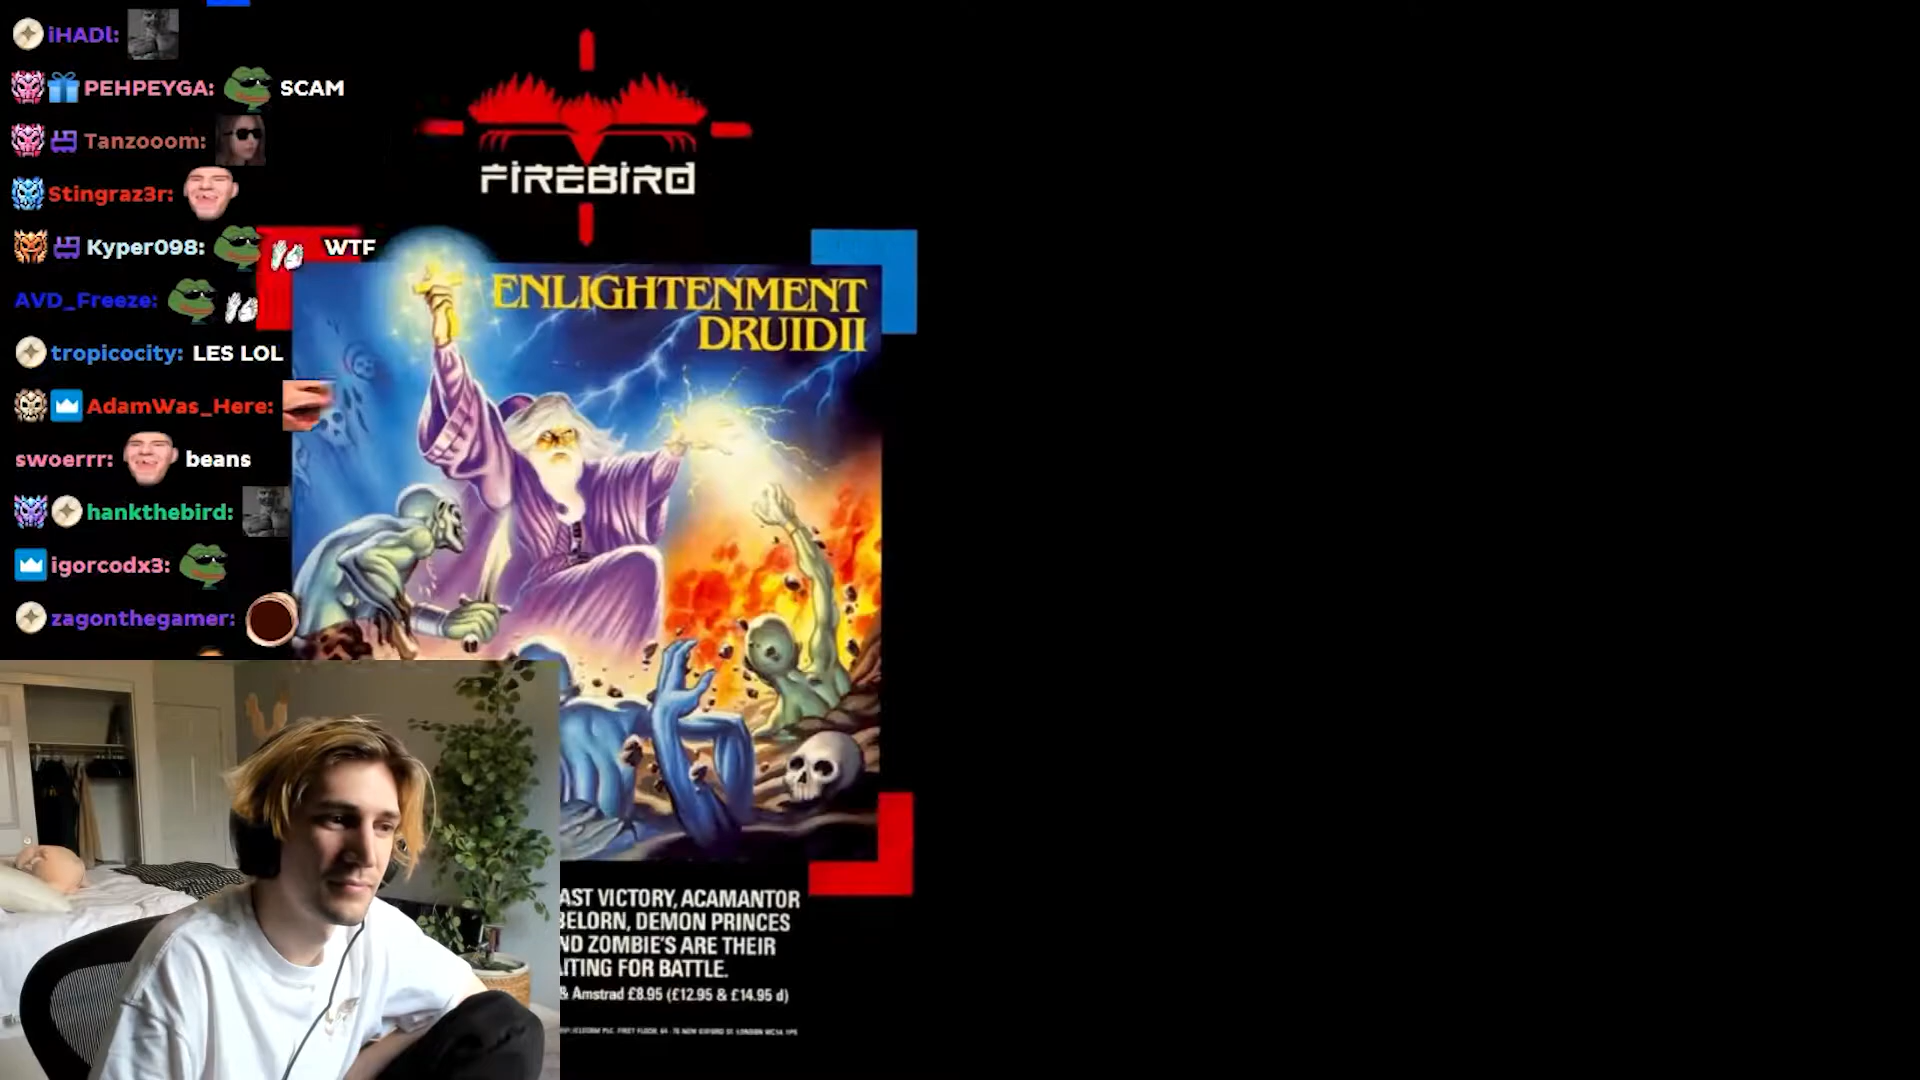 iHADl:
PEHPEYGA: SCAM
Tanzooom:
Stingraz3r:
Kyper098: WTF
AVD_Freeze:
tropicocity: LES LOL
AdamWas_Here:
swoerrr: beans
hankthebird:
igorcodx3:
zagonthegamer:
FIREBIRD
ENLIGHTENMENT
DRUID II
AST VICTORY, ACAMANTOR
BELORN, DEMON PRINCES
ND ZOMBIE'S ARE THEIR
ITING FOR BATTLE.
& Amstrad £8.95 (£12.95 & £14.95 d)